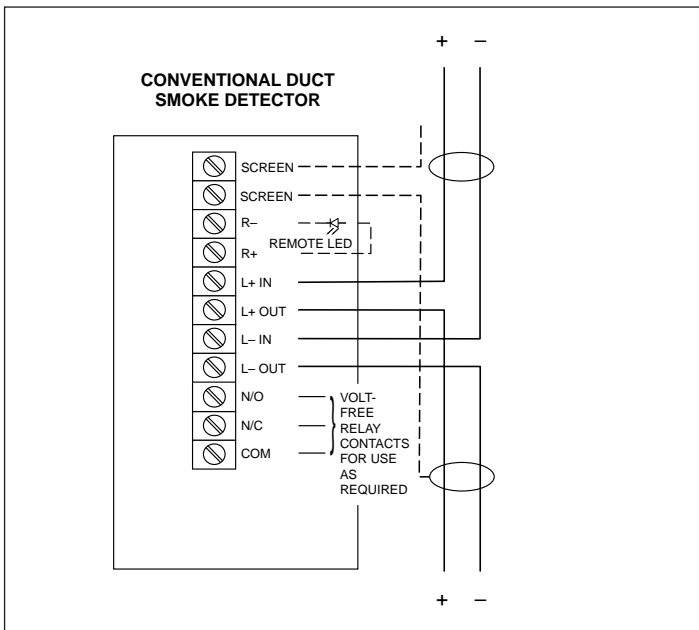 + −
CONVENTIONAL DUCT
SMOKE DETECTOR
SCREEN
SCREEN
R−
REMOTE LED
R+
L+ IN
L+ OUT
L− IN
L− OUT
N/O
N/C
COM
VOLT-
FREE
RELAY
CONTACTS
FOR USE
AS
REQUIRED
+ −